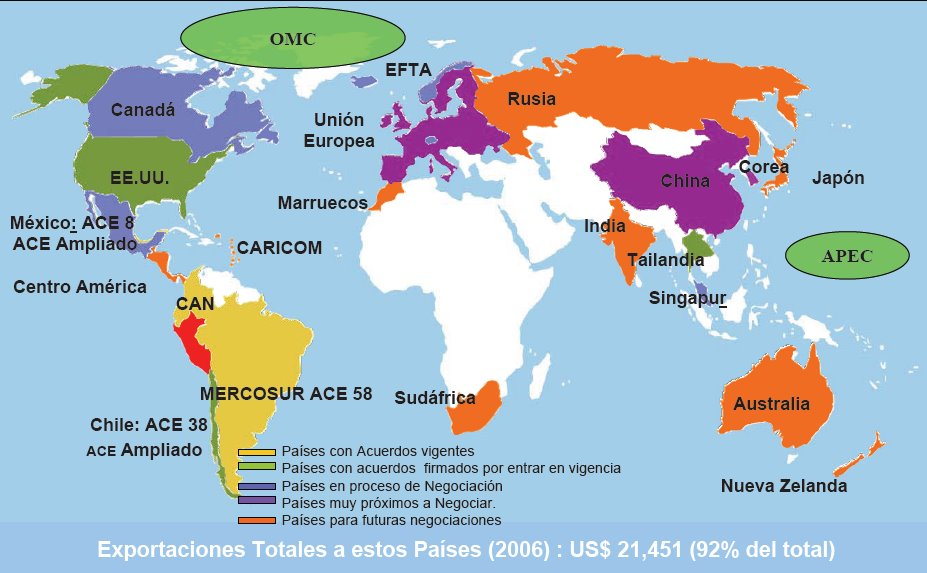 OMC
EFTA
Canadá
Rusia
Unión
Europea
EE.UU.
China
Corea
Japón
Marruecos
México: ACE 8
ACE Ampliado
India
CARICOM
Tailandia
APEC
Centro América
Singapur
CAN
MERCOSUR ACE 58
Sudáfrica
Australia
Chile: ACE 38
ACE Ampliado
Nueva Zelanda
Países con Acuerdos vigentes
Países con acuerdos firmados por entrar en vigencia
Países en proceso de Negociación
Países muy próximos a Negociar.
Países para futuras negociaciones
Exportaciones Totales a estos Países (2006) : US$ 21,451 (92% del total)